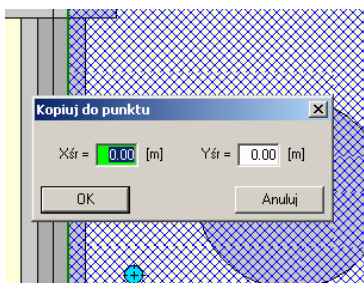 Kopiuj do punktu
Xśr = 0.00 [m] Yśr = 0.00 [m]
OK Anuluj